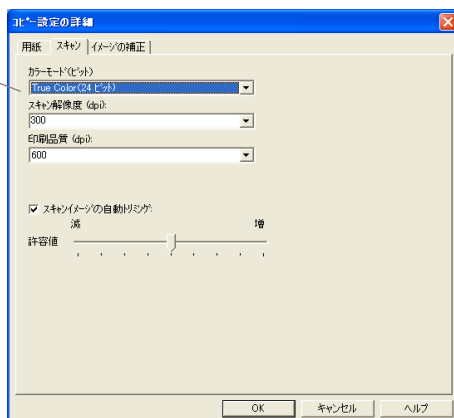 コピー設定の詳細
用紙 スキャン イメージの補正
カラーモード(ビット)
True Color(24 ビット)
スキャン解像度 (dpi):
300
印刷品質 (dpi):
600
スキャンイメージの自動トリミング:
減 増
許容値
OK キャンセル ヘルプ